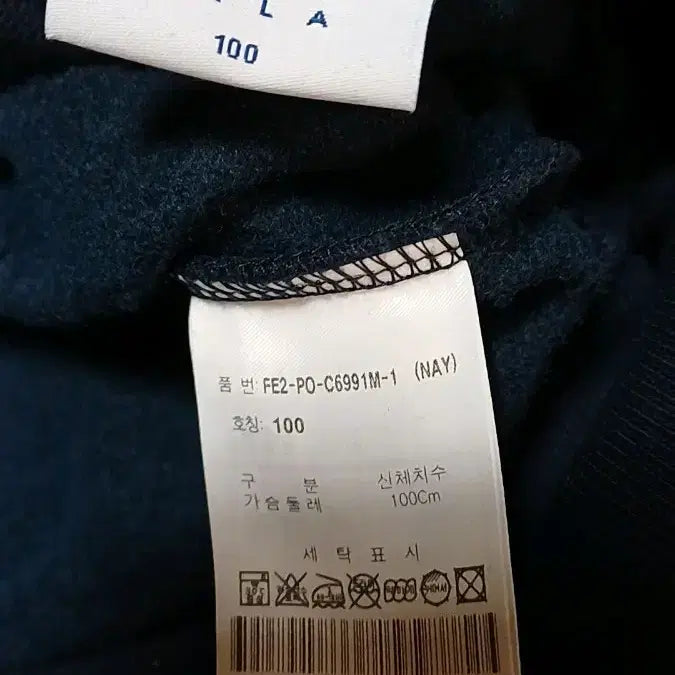 L A
100
품 번: FE2-PO-C6991M-1 (NAY)
호칭: 100
구 분 신체치수
가슴둘레 100Cm
세 탁 표 시